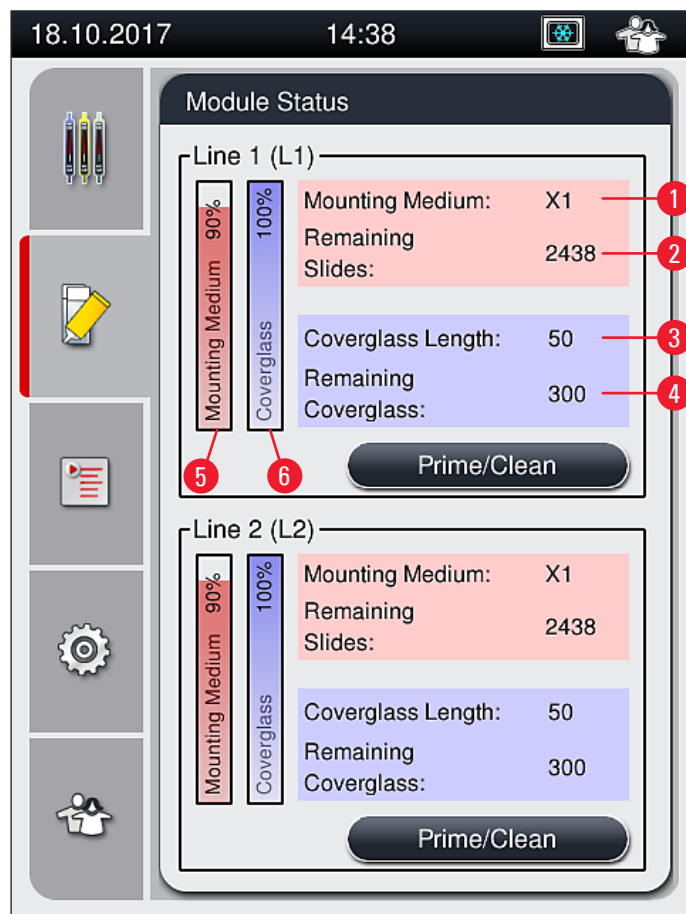 18.10.2017 14:38
Module Status
Line 1 (L1)
Mounting Medium 90%
Coverglass 100%
Mounting Medium: X1
Remaining
Slides: 2438
Coverglass Length: 50
Remaining
Coverglass: 300
1
2
3
4
5
6
Prime/Clean
Line 2 (L2)
Mounting Medium 90%
Coverglass 100%
Mounting Medium: X1
Remaining
Slides: 2438
Coverglass Length: 50
Remaining
Coverglass: 300
Prime/Clean